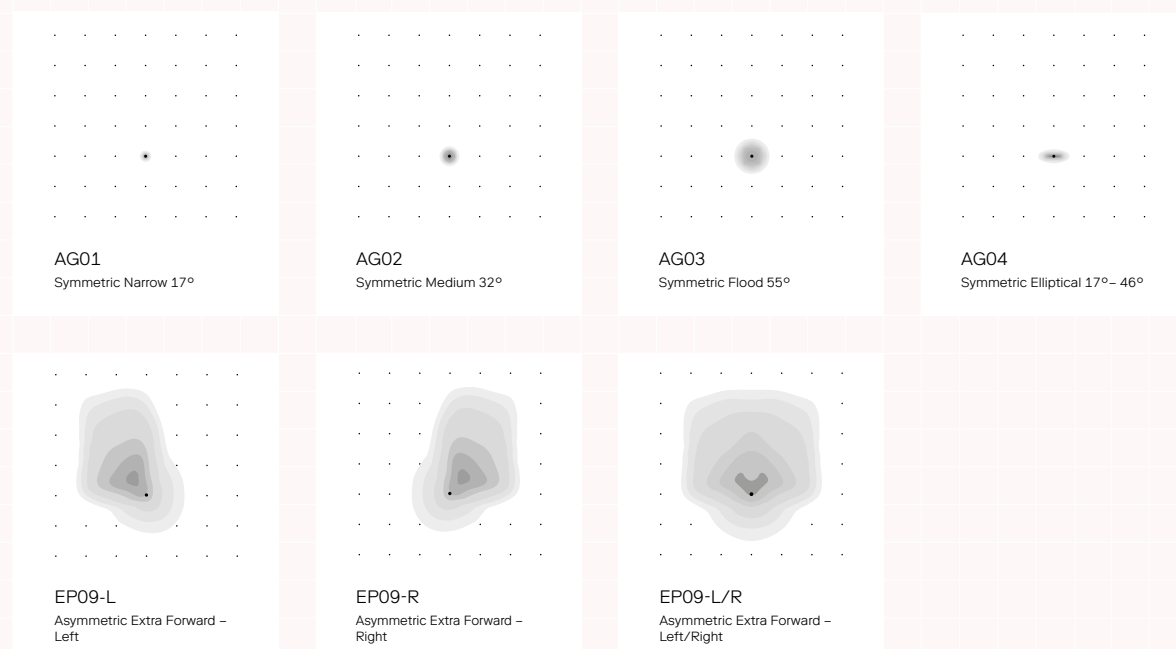 AG01
Symmetric Narrow 17°
AG02
Symmetric Medium 32°
AG03
Symmetric Flood 55°
AG04
Symmetric Elliptical 17°– 46°
EP09-L
Asymmetric Extra Forward –
Left
EP09-R
Asymmetric Extra Forward –
Right
EP09-L/R
Asymmetric Extra Forward –
Left/Right